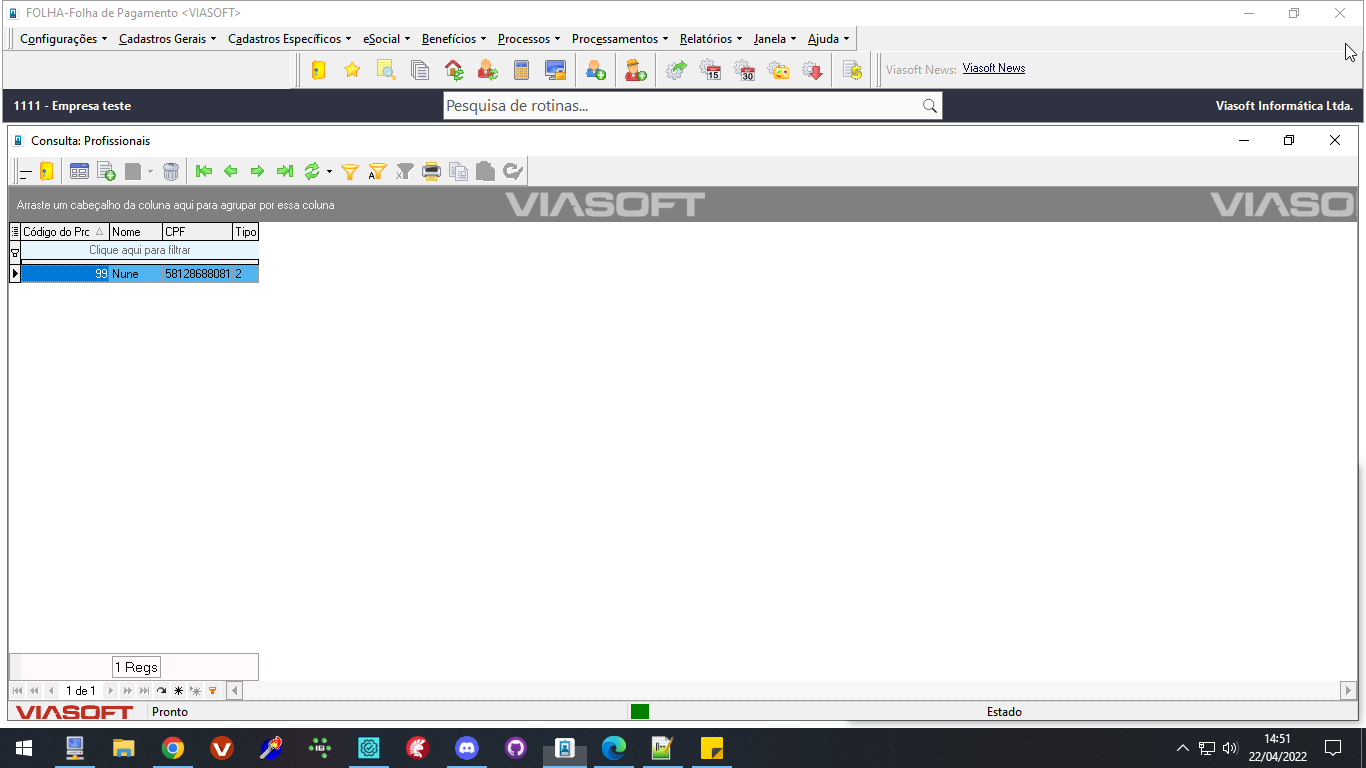 FOLHA-Folha de Pagamento <VIASOFT>
Configurações Cadastros Gerais Cadastros Específicos eSocial Benefícios Processos Processamentos Relatórios Janela Ajuda
15 30 Viasoft News: Viasoft News
1111 - Empresa teste Pesquisa de rotinas... Viasoft Informática Ltda.
Consulta: Profissionais
Arraste um cabeçalho da coluna aqui para agrupar por essa coluna VIASOFT VIASO
Código do Prc Nome CPF Tipo
Clique aqui para filtrar
99 Nune 58128688081 2
1 Regs
1 de 1
VIASOFT Pronto Estado
14:51
22/04/2022